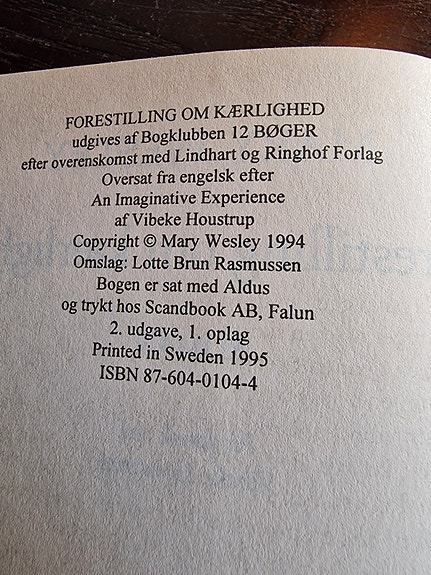 FORESTILLING OM KÆRLIGHED
udgives af Bogklubben 12 BØGER
efter overenskomst med Lindhart og Ringhof Forlag
Oversat fra engelsk efter
An Imaginative Experience
af Vibeke Houstrup
Copyright © Mary Wesley 1994
Omslag: Lotte Brun Rasmussen
Bogen er sat med Aldus
og trykt hos Scandbook AB, Falun
2. udgave, 1. oplag
Printed in Sweden 1995
ISBN 87-604-0104-4